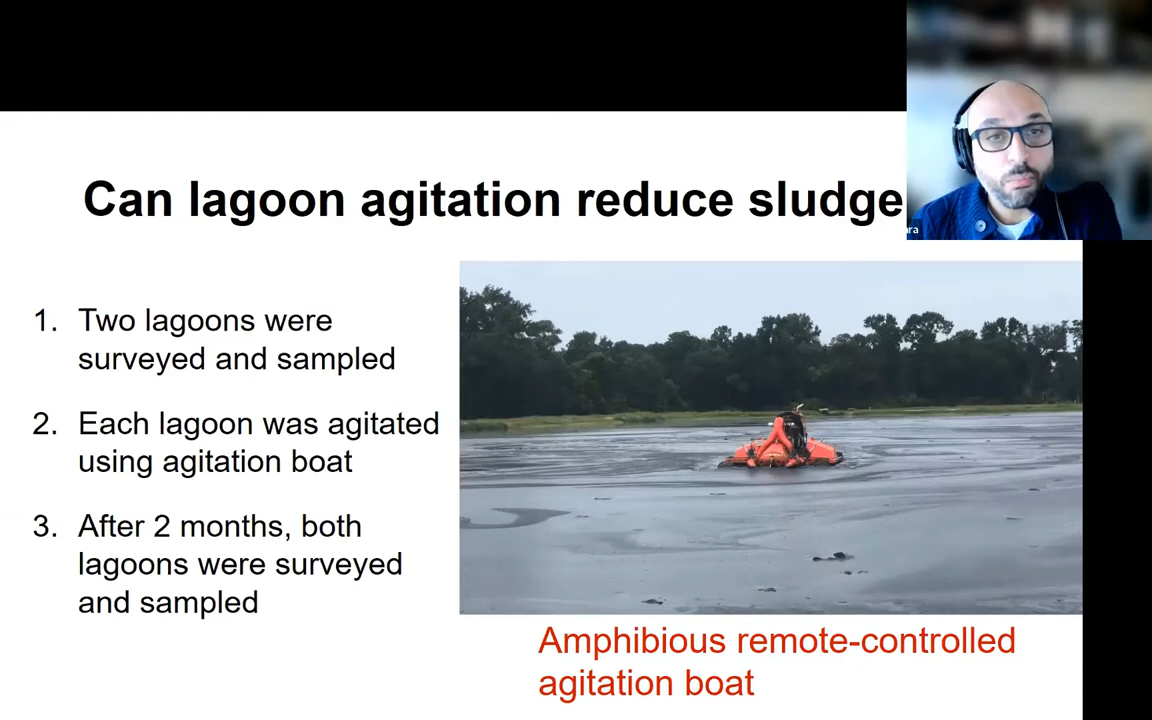 Can lagoon agitation reduce sludge
ara
1. Two lagoons were
surveyed and sampled
2. Each lagoon was agitated
using agitation boat
3. After 2 months, both
lagoons were surveyed
and sampled
Amphibious remote-controlled
agitation boat